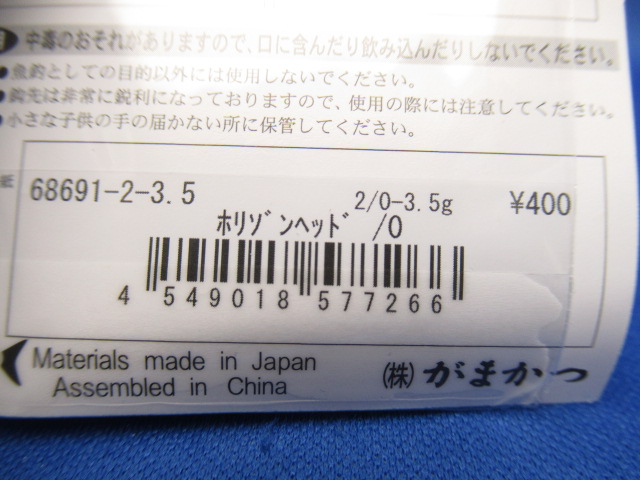 中毒のおそれがありますので、口に含んだり飲み込んだりしないでください。
●魚釣としての目的以外には使用しないでください。
●鈎先は非常に鋭利になっておりますので、使用の際には注意してください。
●小さな子供の手の届かない所に保管してください。
紙
68691-2-3.5 2/0-3.5g ¥400
ホリゾンヘッド /0
4 549018 577266
Materials made in Japan
Assembled in China
(株) がまかつ